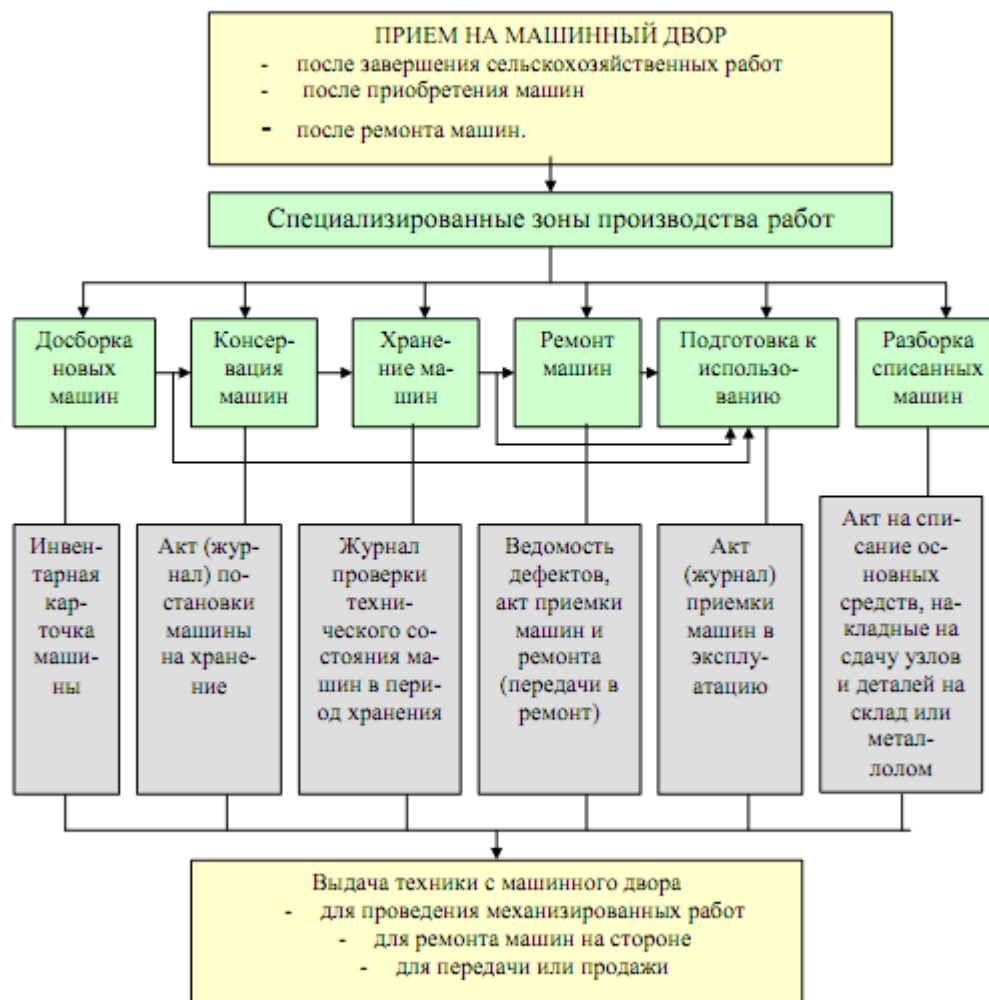 ПРИЕМ НА МАШИННЫЙ ДВОР
- после завершения сельскохозяйственных работ
- после приобретения машин
- после ремонта машин.
Специализированные зоны производства работ
Досборка
новых
машин
Консер-
вация
машин
Хране-
ние ма-
шин
Ремонт
машин
Подготовка к
использо-
ванию
Разборка
списанных
машин
Инвен-
тарная
кар-
точка
маши-
ны
Акт (жур-
нал) по-
становки
машины
на хране-
ние
Журнал
проверки
техни-
ческого со-
стояния ма-
шин в пери-
од хранения
Ведомость
дефектов,
акт приемки
машин и
ремонта
(передачи в
ремонт)
Акт
(журнал)
приемки
машин в
эксплу-
атацию
Акт на спи-
сание ос-
новных
средств, на-
кладные на
сдачу узлов
и деталей на
склад или
метал-
лолом
Выдача техники с машинного двора
- для проведения механизированных работ
- для ремонта машин на стороне
- для передачи или продажи